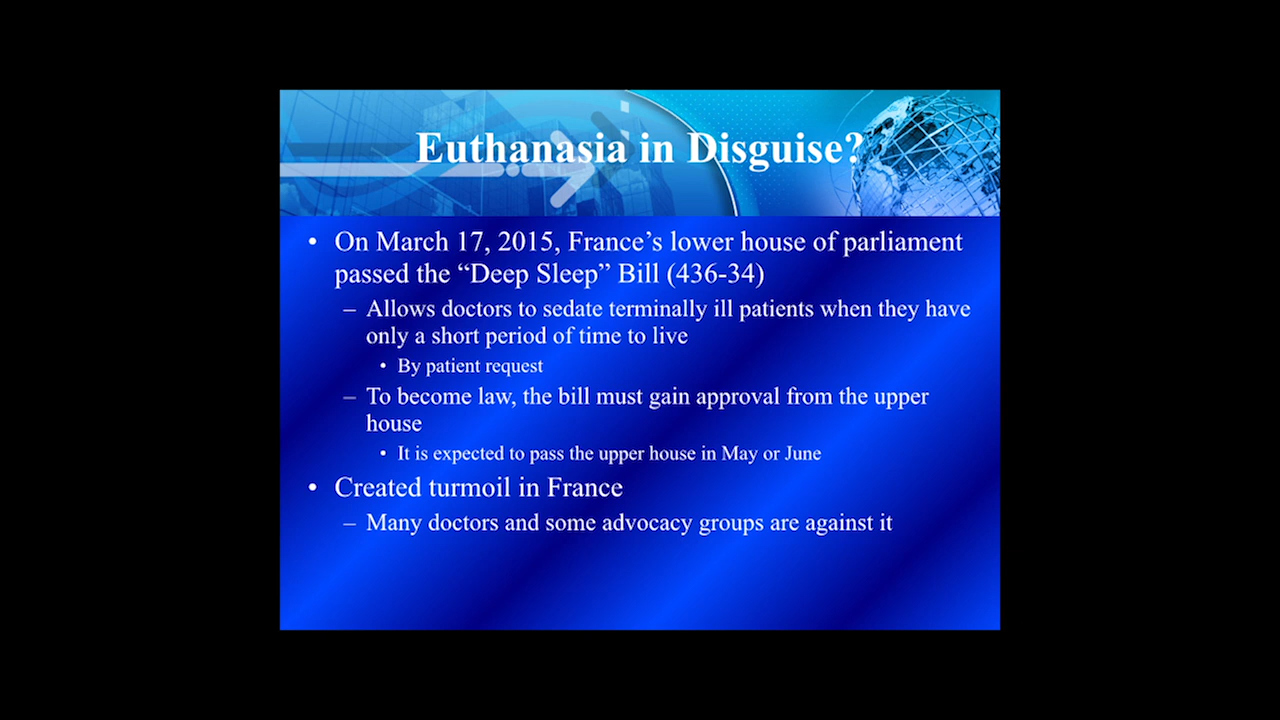 Euthanasia in Disguise?
• On March 17, 2015, France’s lower house of parliament
passed the “Deep Sleep” Bill (436-34)
– Allows doctors to sedate terminally ill patients when they have
only a short period of time to live
• By patient request
– To become law, the bill must gain approval from the upper
house
• It is expected to pass the upper house in May or June
• Created turmoil in France
– Many doctors and some advocacy groups are against it